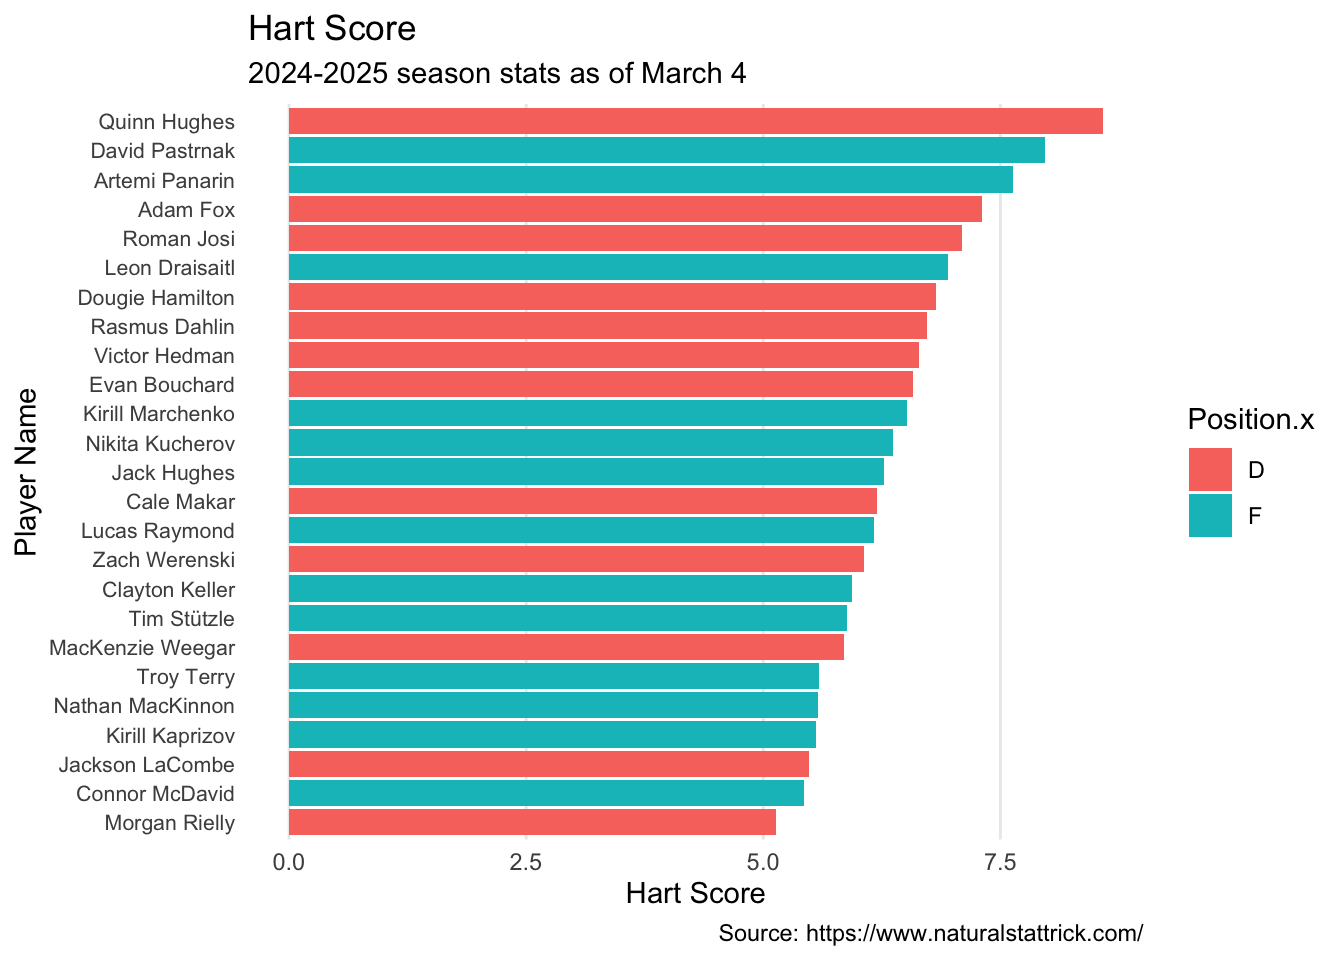 Hart Score
2024-2025 season stats as of March 4
Player Name
Quinn Hughes
David Pastrnak
Artemi Panarin
Adam Fox
Roman Josi
Leon Draisaitl
Dougie Hamilton
Rasmus Dahlin
Victor Hedman
Evan Bouchard
Kirill Marchenko
Nikita Kucherov
Jack Hughes
Cale Makar
Lucas Raymond
Zach Werenski
Clayton Keller
Tim Stützle
MacKenzie Weegar
Troy Terry
Nathan MacKinnon
Kirill Kaprizov
Jackson LaCombe
Connor McDavid
Morgan Rielly
0.0 2.5 5.0 7.5
Hart Score
Position.x
D
F
Source: https://www.naturalstattrick.com/